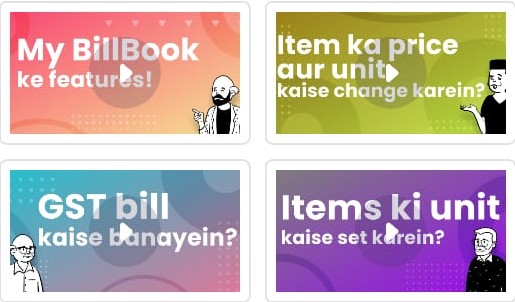 My BillBook
ke features!
Item ka price
aur unit
kaise change karein?
GST bill
kaise banayein?
Items ki unit
kaise set karein?